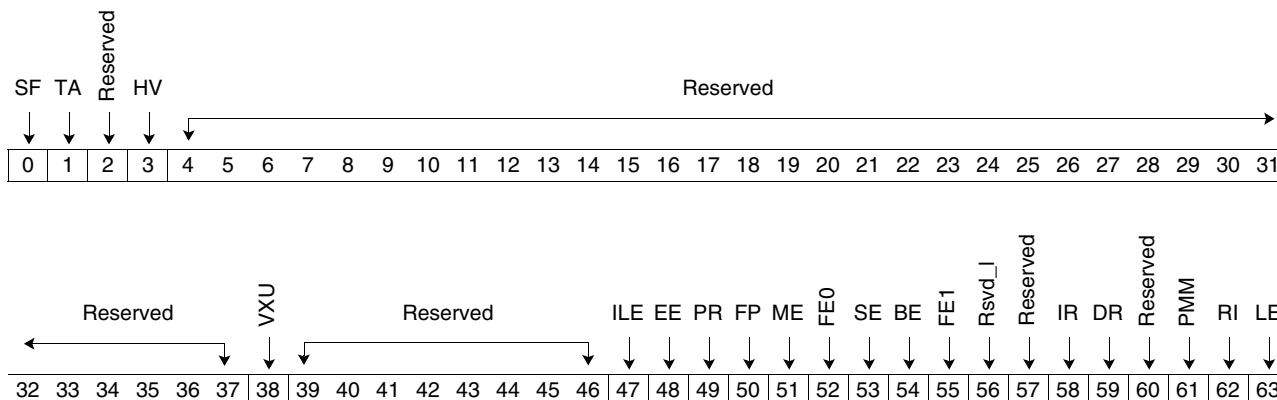 SF TA Reserved HV Reserved
0 1 2 3 4 5 6 7 8 9 10 11 12 13 14 15 16 17 18 19 20 21 22 23 24 25 26 27 28 29 30 31
Reserved VXU Reserved ILE EE PR FP ME FE0 SE BE FE1 Rsvd_I Reserved IR DR Reserved PMM RI LE
32 33 34 35 36 37 38 39 40 41 42 43 44 45 46 47 48 49 50 51 52 53 54 55 56 57 58 59 60 61 62 63